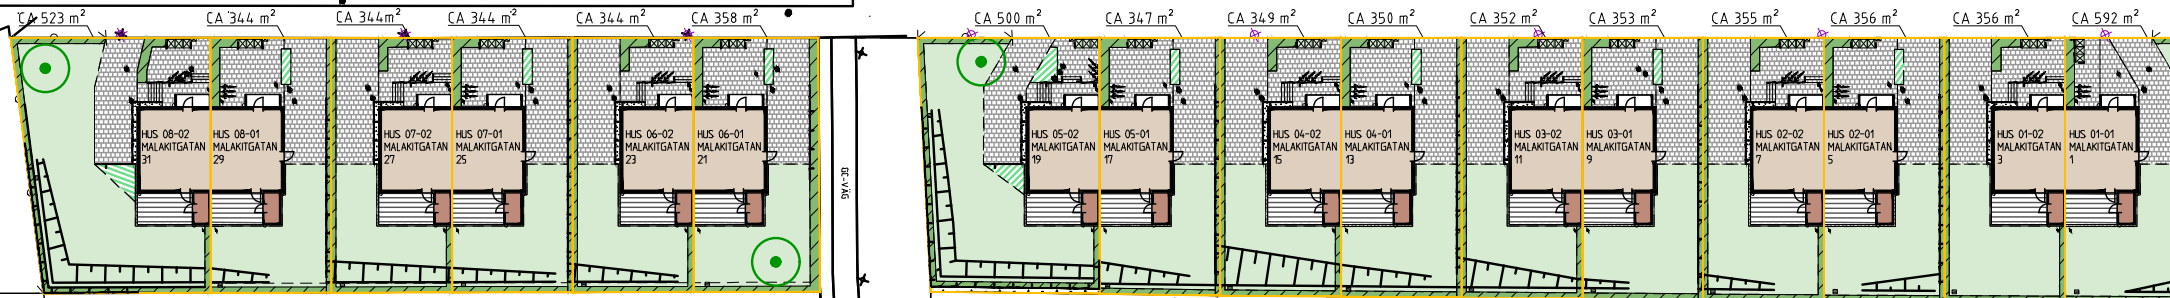 CA 523 m²
CA 344 m²
CA 344m²
CA 344 m²
CA 344 m²
CA 358 m²
CA 500 m²
CA 347 m²
CA 349 m²
CA 350 m²
CA 352 m²
CA 353 m²
CA 355 m²
CA 356 m²
CA 356 m²
CA 592 m²
HUS 08-02
MALAKITGATAN
31
HUS 08-01
MALAKITGATAN
29
HUS 07-02
MALAKITGATAN
27
HUS 07-01
MALAKITGATAN
25
HUS 06-02
MALAKITGATAN
23
HUS 06-01
MALAKITGATAN
21
GC-VÄG
HUS 05-02
MALAKITGATAN
19
HUS 05-01
MALAKITGATAN
17
HUS 04-02
MALAKITGATAN
15
HUS 04-01
MALAKITGATAN
13
HUS 03-02
MALAKITGATAN
11
HUS 03-01
MALAKITGATAN
9
HUS 02-02
MALAKITGATAN
7
HUS 02-01
MALAKITGATAN
5
HUS 01-02
MALAKITGATAN
3
HUS 01-01
MALAKITGATAN
1